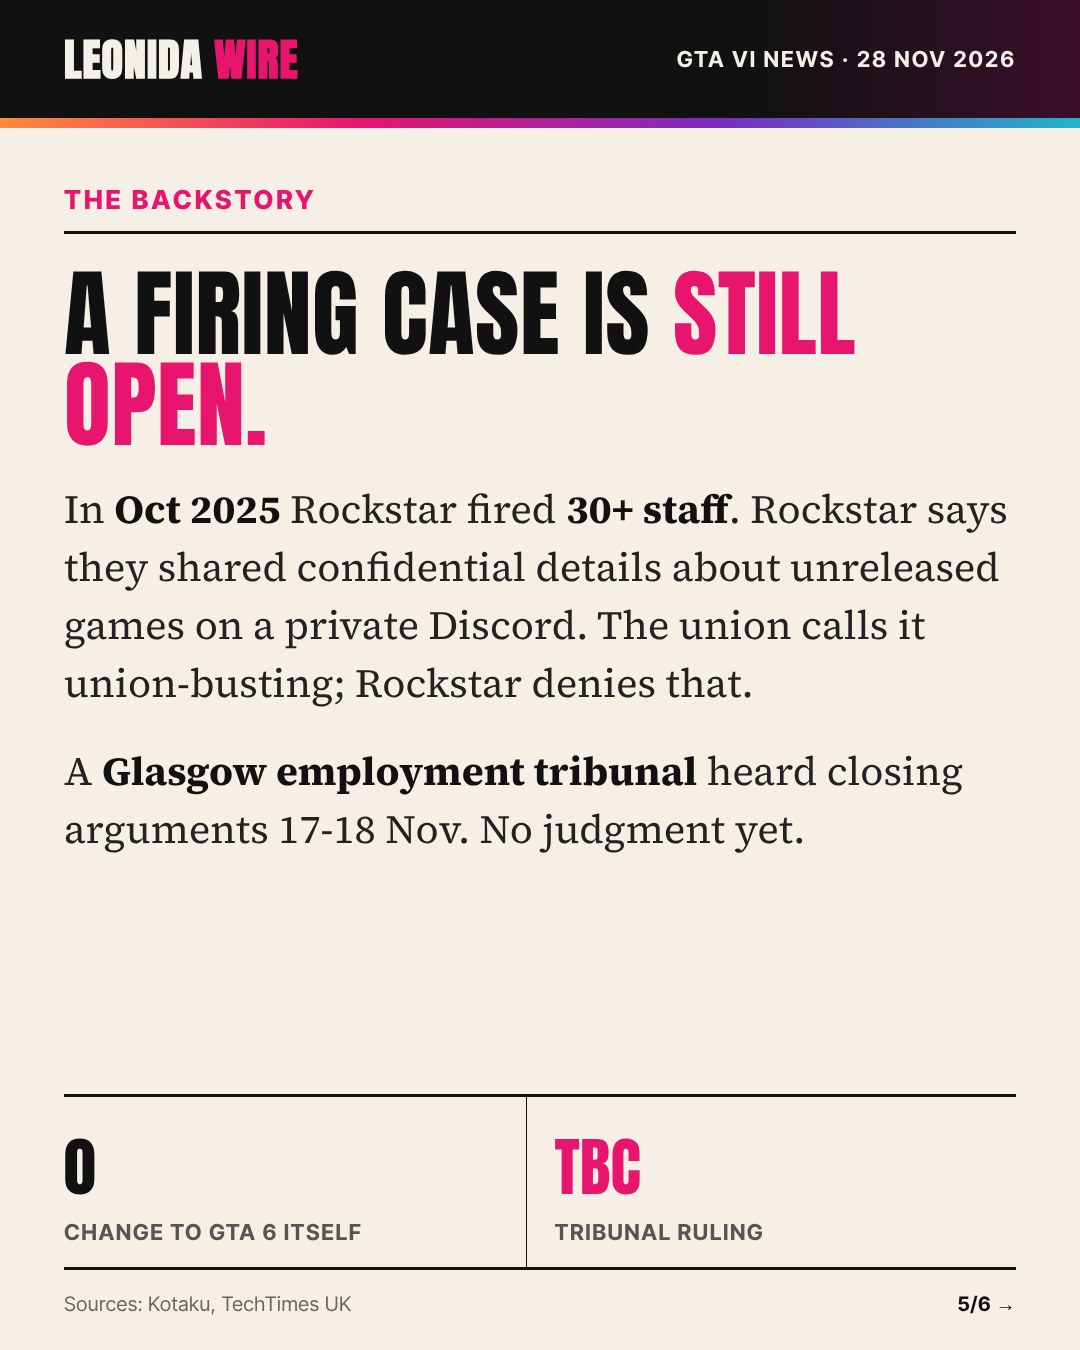 LEONIDA WIRE
GTA VI NEWS · 28 NOV 2026
THE BACKSTORY
A FIRING CASE IS STILL
OPEN.
In Oct 2025 Rockstar fired 30+ staff. Rockstar says
they shared confidential details about unreleased
games on a private Discord. The union calls it
union-busting; Rockstar denies that.
A Glasgow employment tribunal heard closing
arguments 17-18 Nov. No judgment yet.
0
CHANGE TO GTA 6 ITSELF
TBC
TRIBUNAL RULING
Sources: Kotaku, TechTimes UK
5/6 →